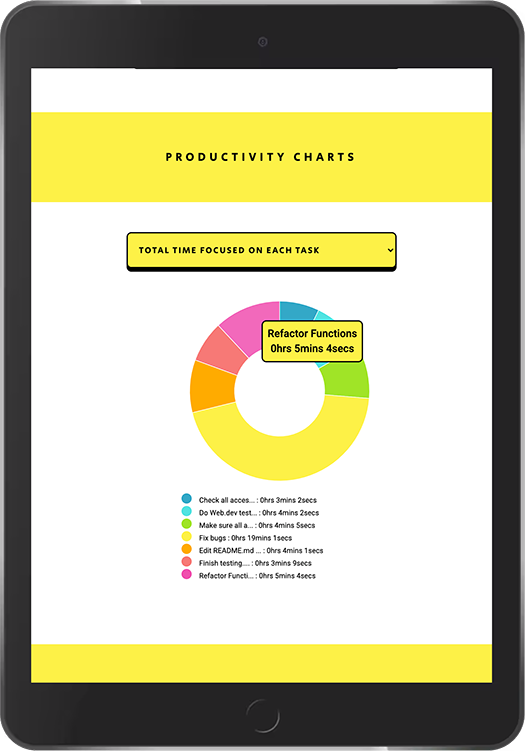 PRODUCTIVITY CHARTS
TOTAL TIME FOCUSED ON EACH TASK
Refactor Functions
0hrs 5mins 4secs
Check all acces... : 0hrs 3mins 2secs
Do Web.dev test... : 0hrs 4mins 2secs
Make sure all a... : 0hrs 4mins 5secs
Fix bugs : 0hrs 19mins 1secs
Edit README.md ... : 0hrs 4mins 1secs
Finish testing.... : 0hrs 3mins 9secs
Refactor Functi... : 0hrs 5mins 4secs